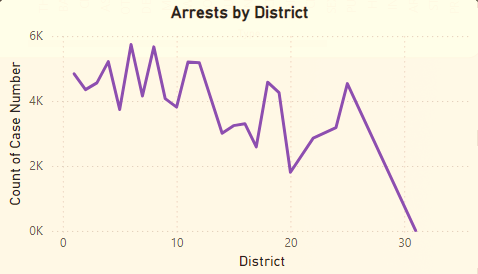 Arrests by District
Count of Case Number
6K
4K
2K
0K
0
10
20
30
District